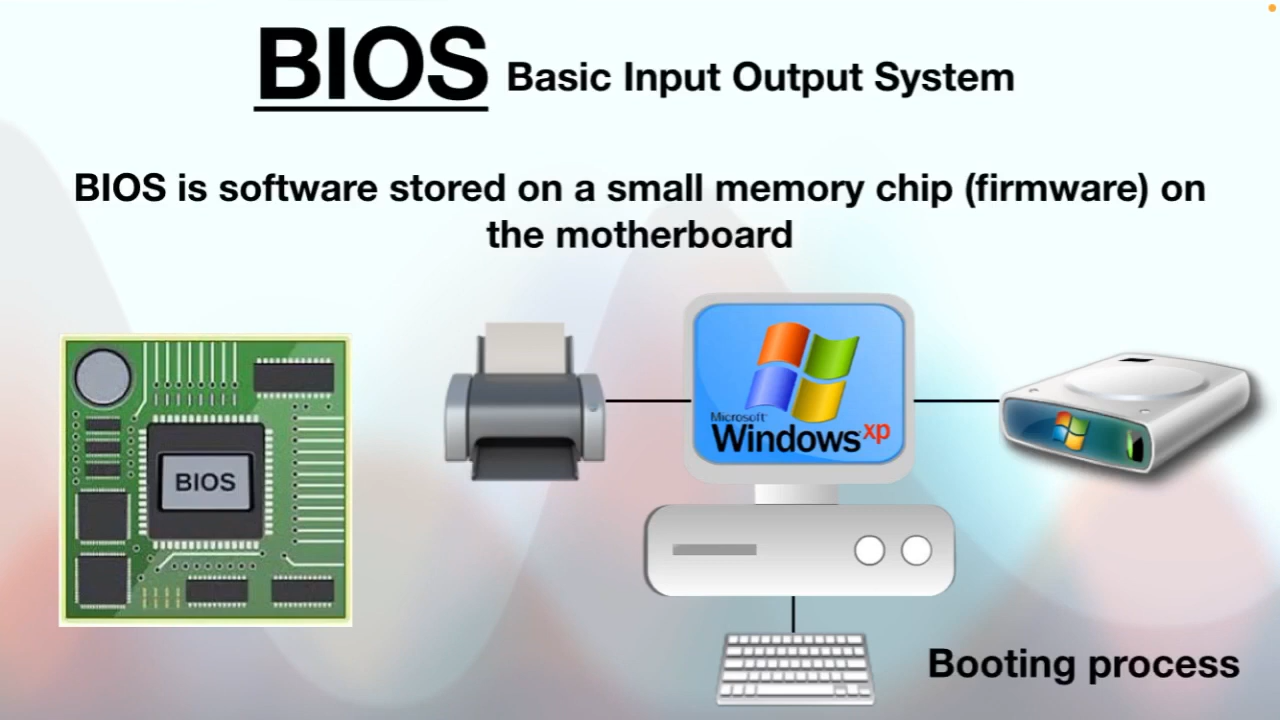 BIOS Basic Input Output System
BIOS is software stored on a small memory chip (firmware) on
the motherboard
BIOS
Microsoft
Windows xp
Booting process